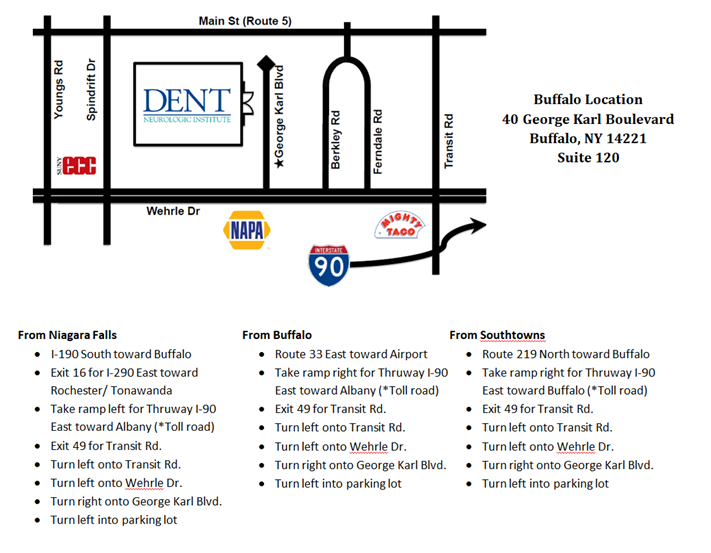 Main St (Route 5)
Youngs Rd
Spindrift Dr
DENT
NEUROLOGIC INSTITUTE
★George Karl Blvd
Berkley Rd
Ferndale Rd
Transit Rd
SUNY ecc
Wehrle Dr
NAPA
MIGHTY
TACO
INTERSTATE
90
Buffalo Location
40 George Karl Boulevard
Buffalo, NY 14221
Suite 120
From Niagara Falls
• I-190 South toward Buffalo
• Exit 16 for I-290 East toward
Rochester/ Tonawanda
• Take ramp left for Thruway I-90
East toward Albany (*Toll road)
• Exit 49 for Transit Rd.
• Turn left onto Transit Rd.
• Turn left onto Wehrle Dr.
• Turn right onto George Karl Blvd.
• Turn left into parking lot
From Buffalo
• Route 33 East toward Airport
• Take ramp right for Thruway I-90
East toward Albany (*Toll road)
• Exit 49 for Transit Rd.
• Turn left onto Transit Rd.
• Turn left onto Wehrle Dr.
• Turn right onto George Karl Blvd.
• Turn left into parking lot
From Southtowns
• Route 219 North toward Buffalo
• Take ramp right for Thruway I-90
East toward Buffalo (*Toll road)
• Exit 49 for Transit Rd.
• Turn left onto Transit Rd.
• Turn left onto Wehrle Dr.
• Turn right onto George Karl Blvd.
• Turn left into parking lot